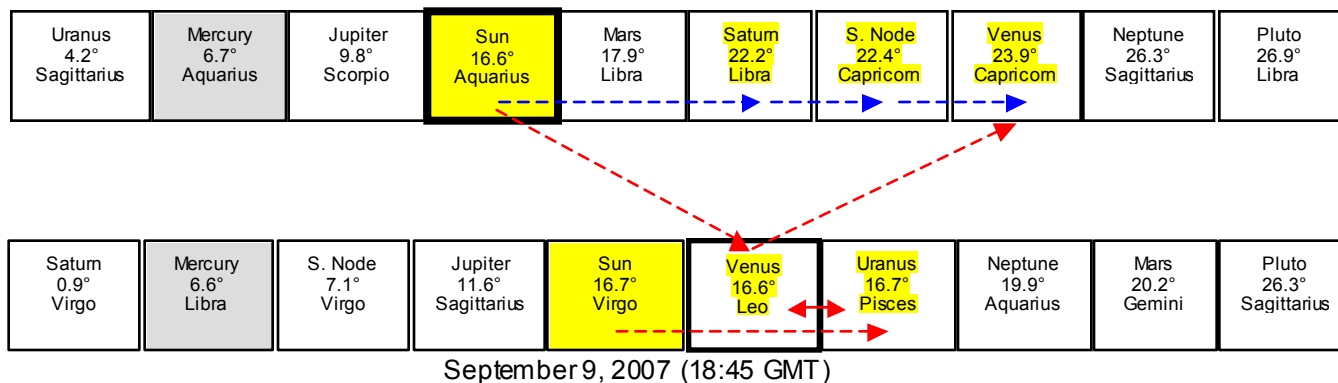 Uranus
4.2°
Sagittarius
Mercury
6.7°
Aquarius
Jupiter
9.8°
Scorpio
Sun
16.6°
Aquarius
Mars
17.9°
Libra
Saturn
22.2°
Libra
S. Node
22.4°
Capricorn
Venus
23.9°
Capricorn
Neptune
26.3°
Sagittarius
Pluto
26.9°
Libra
Saturn
0.9°
Virgo
Mercury
6.6°
Libra
S. Node
7.1°
Virgo
Jupiter
11.6°
Sagittarius
Sun
16.7°
Virgo
Venus
16.6°
Leo
Uranus
16.7°
Pisces
Neptune
19.9°
Aquarius
Mars
20.2°
Gemini
Pluto
26.3°
Sagittarius
September 9, 2007 (18:45 GMT)